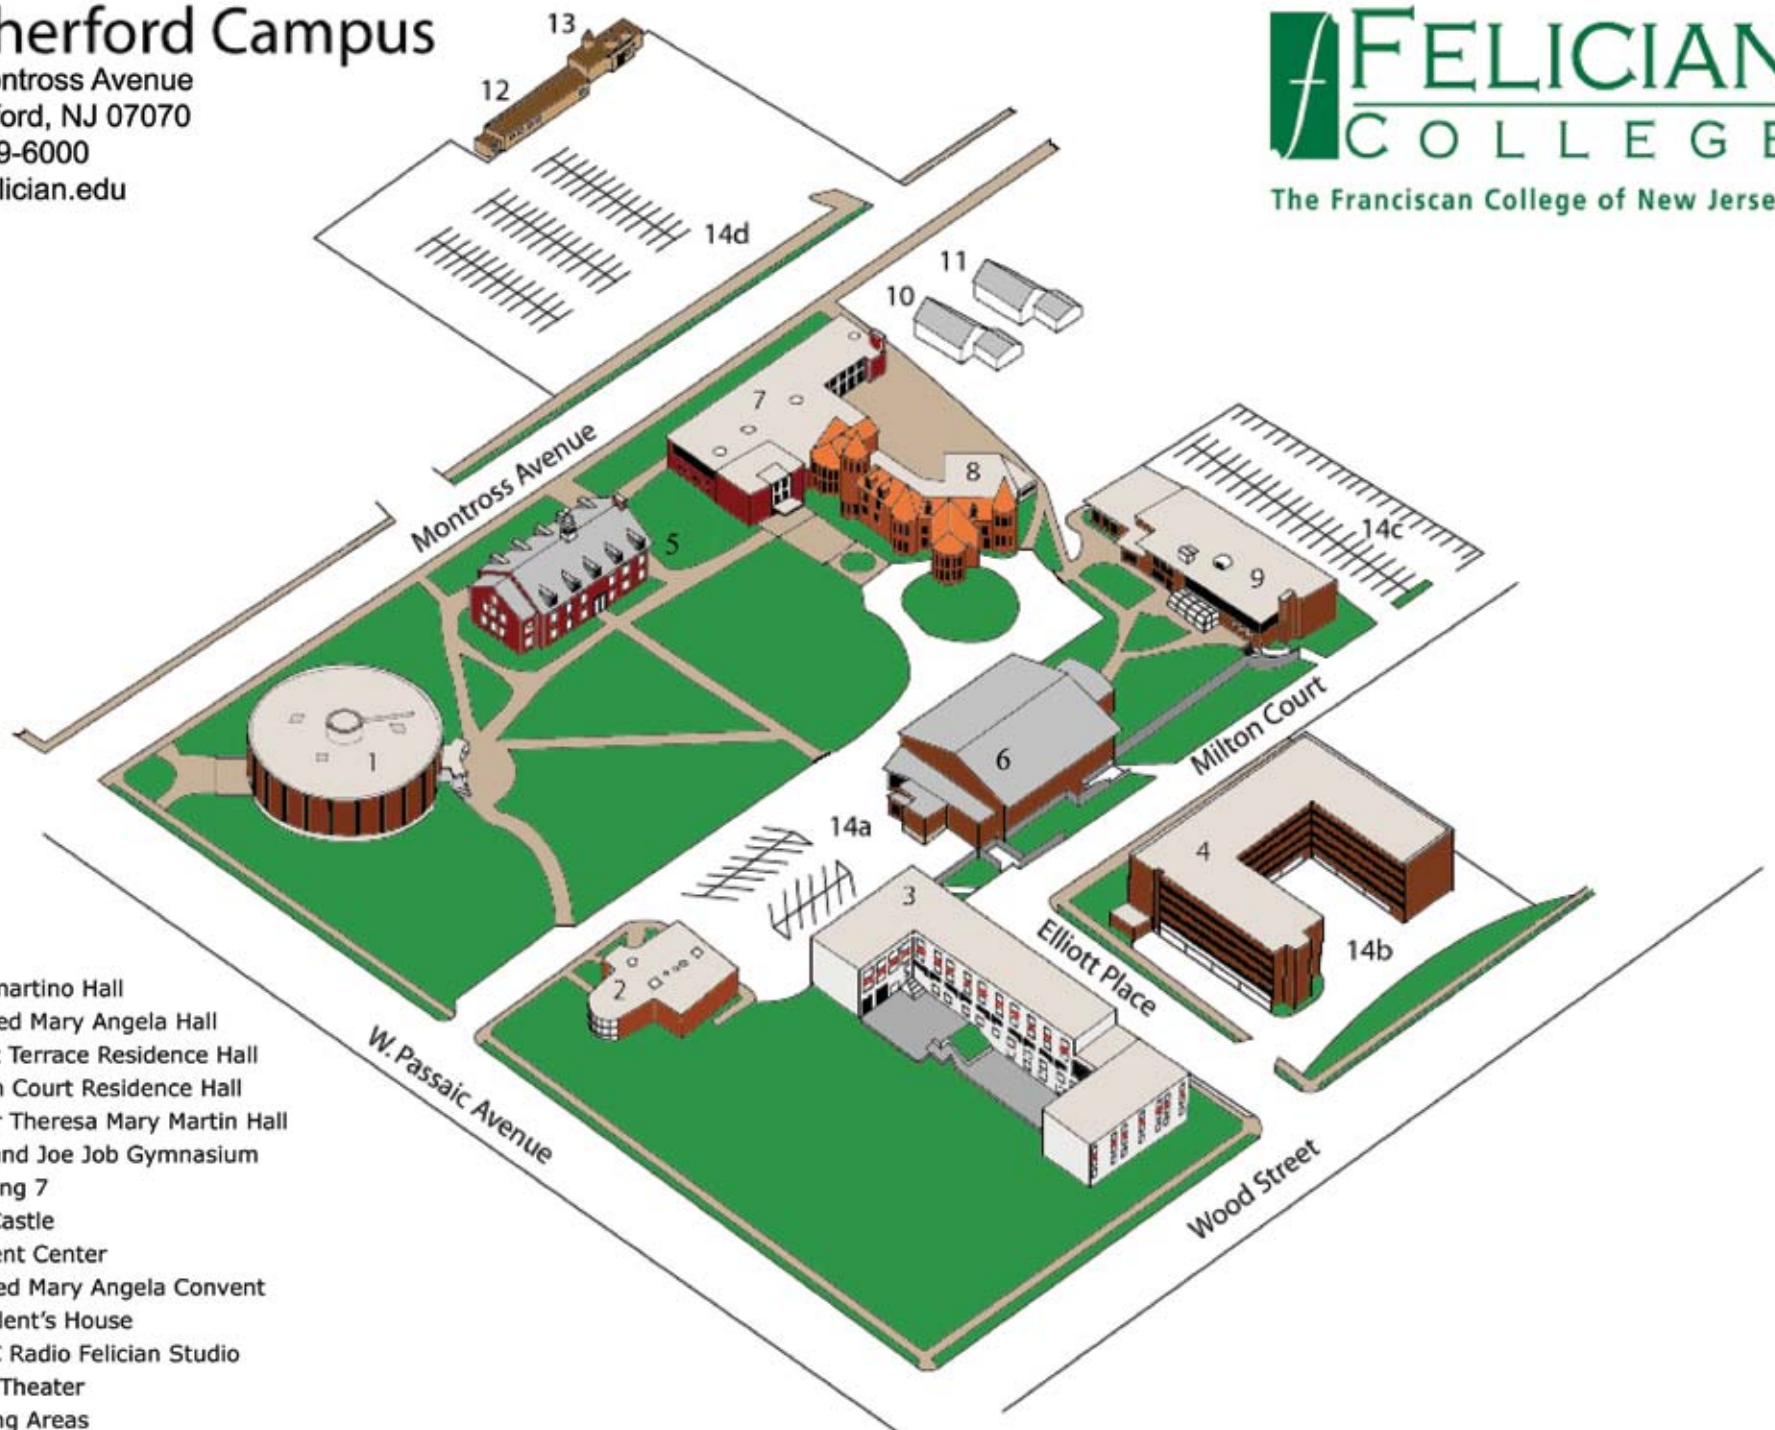 herford Campus
ontross Avenue
ford, NJ 07070
9-6000
lician.edu
FELICIAN
COLLEGE
The Franciscan College of New Jerse
13
12
14d
11
10
7
8
Montross Avenue
5
14c
9
1
6
Milton Court
14a
4
3
Elliott Place
14b
2
W. Passaic Avenue
Wood Street
martino Hall
ed Mary Angela Hall
t Terrace Residence Hall
n Court Residence Hall
r Theresa Mary Martin Hall
and Joe Job Gymnasium
ng 7
Castle
ent Center
ed Mary Angela Convent
dent's House
C Radio Felician Studio
Theater
ng Areas